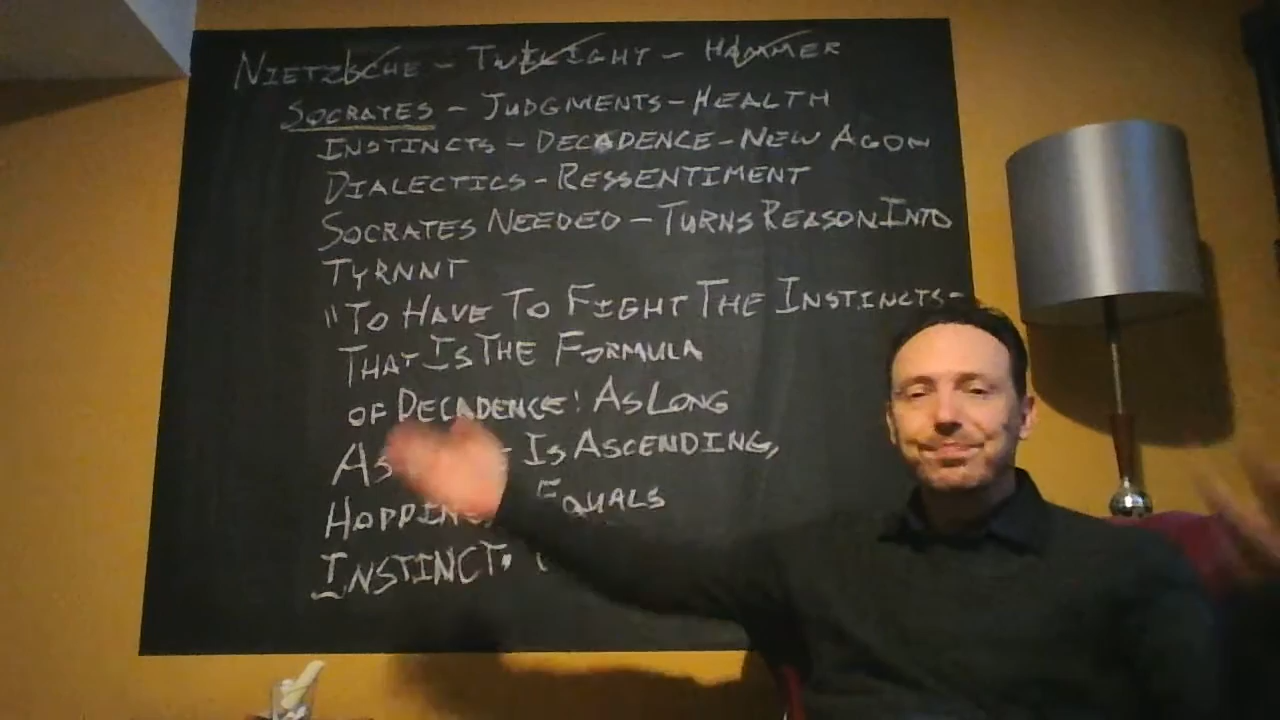 NIETZSCHE - TWILIGHT - HAMMER
SOCRATES - JUDGMENTS - HEALTH
INSTINCTS - DECADENCE - NEW AGON
DIALECTICS - RESSENTIMENT
SOCRATES NEEDED - TURNS REASON INTO
TYRNNT
"TO HAVE TO FIGHT THE INSTINCTS-
THAT IS THE FORMULA
OF DECADENCE: AS LONG
AS IS ASCENDING,
EQUALS
INSTINCT.